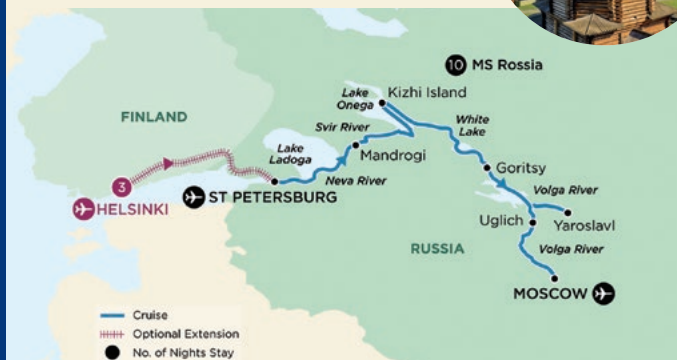 10 MS Rossia
Lake
Onega
Kizhi Island
FINLAND
Svir River
White
Lake
Lake
Ladoga
Mandrogi
Goritsy
3
Neva River
HELSINKI
ST PETERSBURG
Volga River
Uglich
Yaroslavl
RUSSIA
Volga River
MOSCOW
Cruise
Optional Extension
No. of Nights Stay